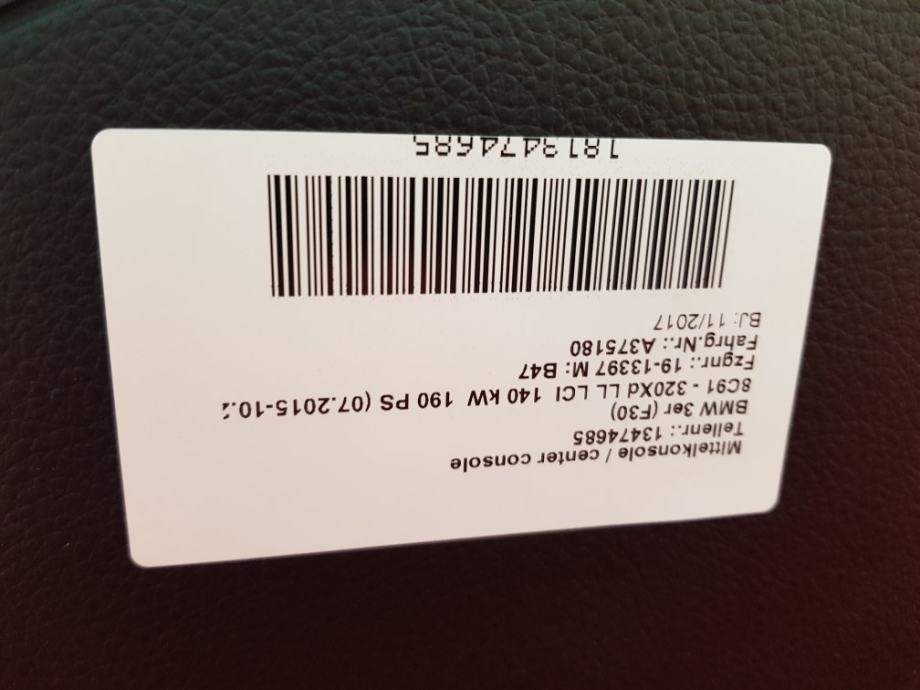 Mittelkonsole / center console
Teilenr.: 13474685
BMW 3er (F30)
8C91 - 320Xd LL LCI 140 kW 190 PS (07.2015-10.
Fzgnr.: 19-13397 M: B47
Fahrg.Nr.: A375180
BJ: 11/2017
1813474685